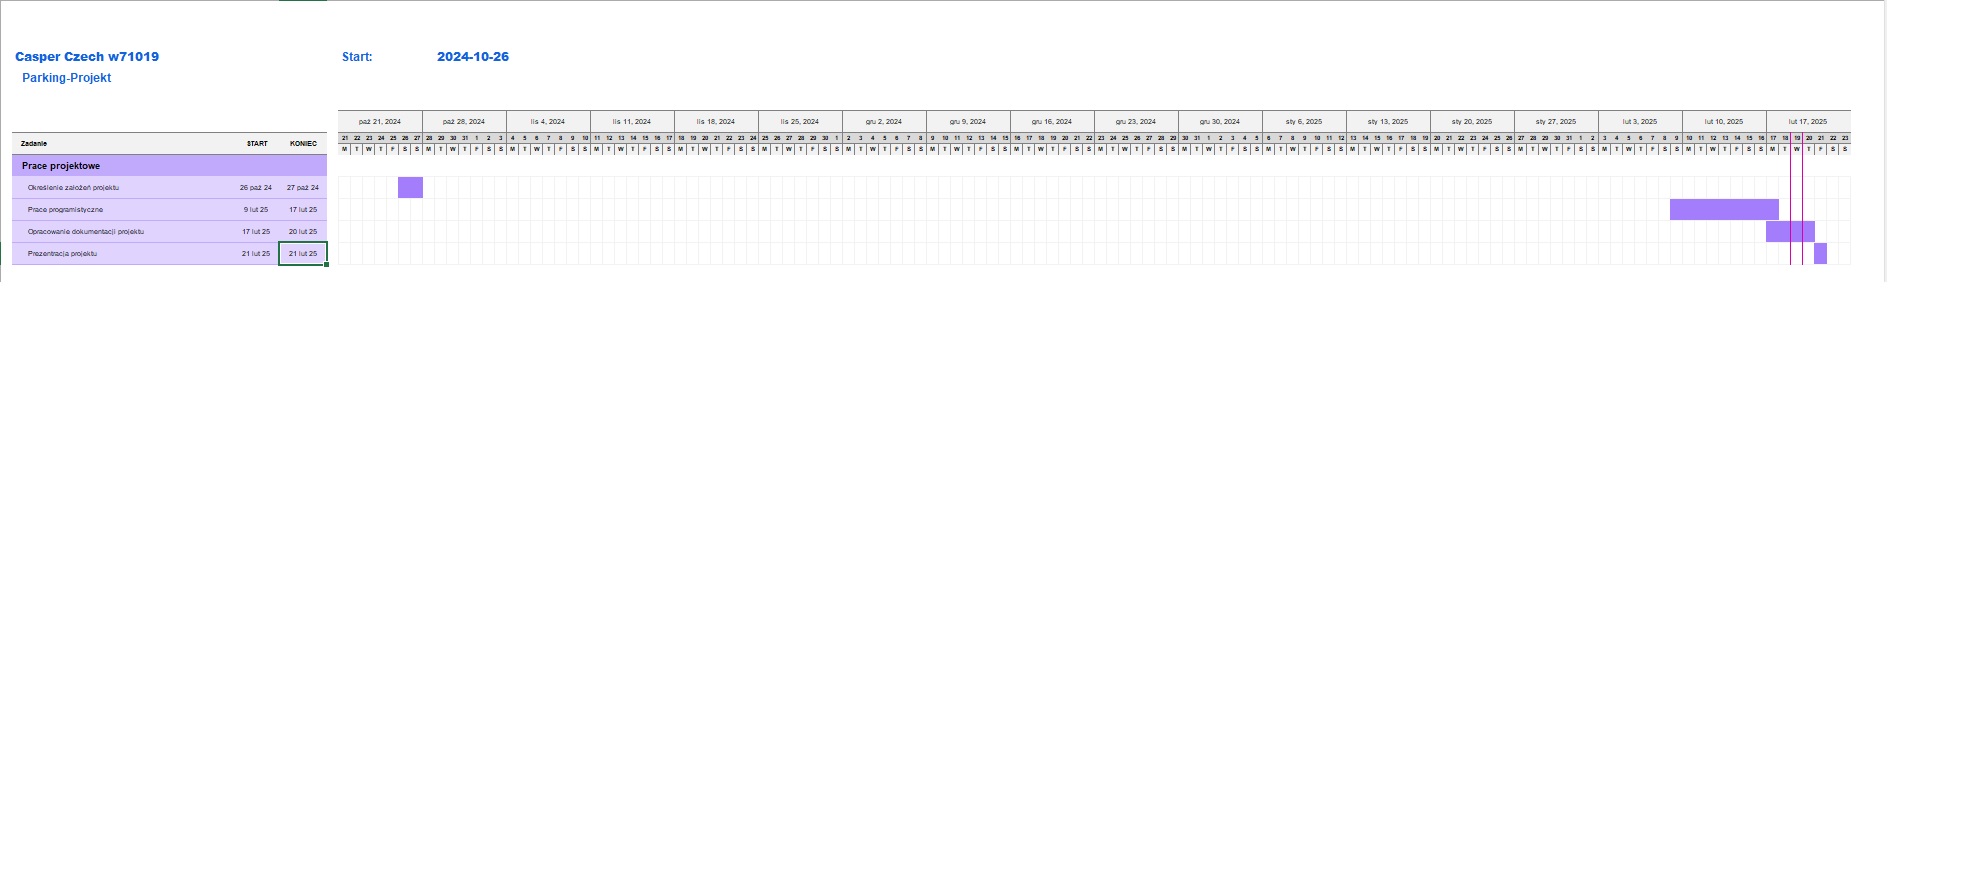 Casper Czech w71019 Start: 2024-10-26
Parking-Projekt
paź 21, 2024 paź 28, 2024 lis 4, 2024 lis 11, 2024 lis 18, 2024 lis 25, 2024 gru 2, 2024 gru 9, 2024 gru 16, 2024 gru 23, 2024 gru 30, 2024 sty 6, 2025 sty 13, 2025 sty 20, 2025 sty 27, 2025 lut 3, 2025 lut 10, 2025 lut 17, 2025
21 22 23 24 25 26 27 28 29 30 31 1 2 3 4 5 6 7 8 9 10 11 12 13 14 15 16 17 18 19 20 21 22 23 24 25 26 27 28 29 30 1 2 3 4 5 6 7 8 9 10 11 12 13 14 15 16 17 18 19 20 21 22 23 24 25 26 27 28 29 30 31 1 2 3 4 5 6 7 8 9 10 11 12 13 14 15 16 17 18 19 20 21 22 23 24 25 26 27 28 29 30 31 1 2 3 4 5 6 7 8 9 10 11 12 13 14 15 16 17 18 19 20 21 22 23
Zadanie START KONIEC
M T W T F S S M T W T F S S M T W T F S S M T W T F S S M T W T F S S M T W T F S S M T W T F S S M T W T F S S M T W T F S S M T W T F S S M T W T F S S M T W T F S S M T W T F S S M T W T F S S M T W T F S S M T W T F S S M T W T F S S M T W T F S S
Prace projektowe
Określenie założeń projektu 26 paź 24 27 paź 24
Prace programistyczne 9 lut 25 17 lut 25
Opracowanie dokumentacji projektu 17 lut 25 20 lut 25
Prezentracja projektu 21 lut 25 21 lut 25